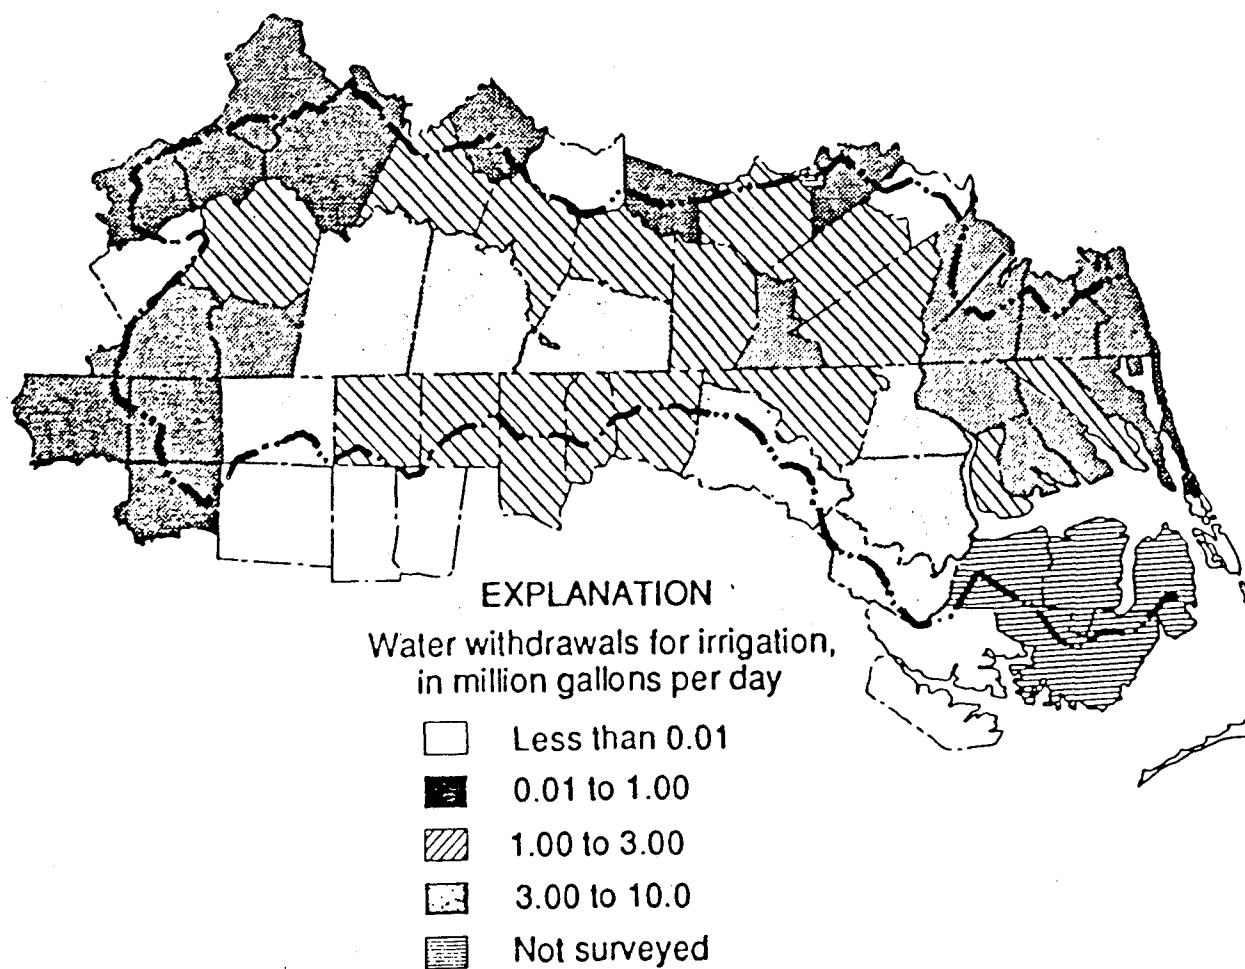 EXPLANATION
Water withdrawals for irrigation,
in million gallons per day
Less than 0.01
0.01 to 1.00
1.00 to 3.00
3.00 to 10.0
Not surveyed